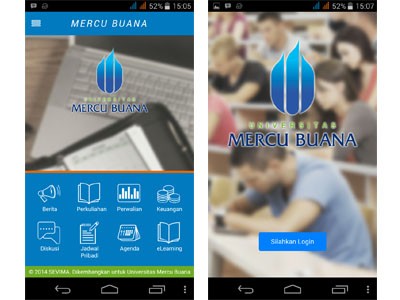 52% 15:05
MERCU BUANA
UNIVERSITAS
MERCU BUANA
Berita
Perkuliahan
Perwalian
Keuangan
Diskusi
Jadwal
Pribadi
Agenda
eLearning
© 2014 SEVIMA. Dikembangkan untuk Universitas Mercu Buana
52% 15:07
UNIVERSITAS
MERCU BUANA
Silahkan Login